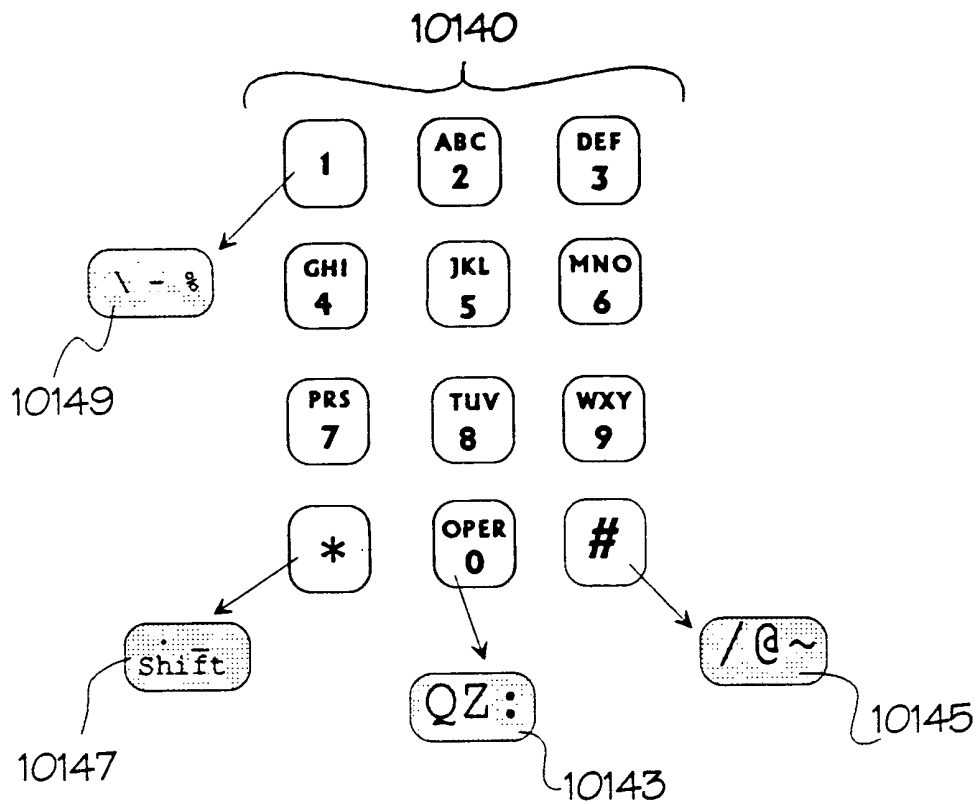 10140
1
ABC
2
DEF
3
\ - %
GHI
4
JKL
5
MNO
6
10149
PRS
7
TUV
8
WXY
9
*
OPER
0
#
. _
Shift
/ @ ~
QZ:
10145
10147
10143